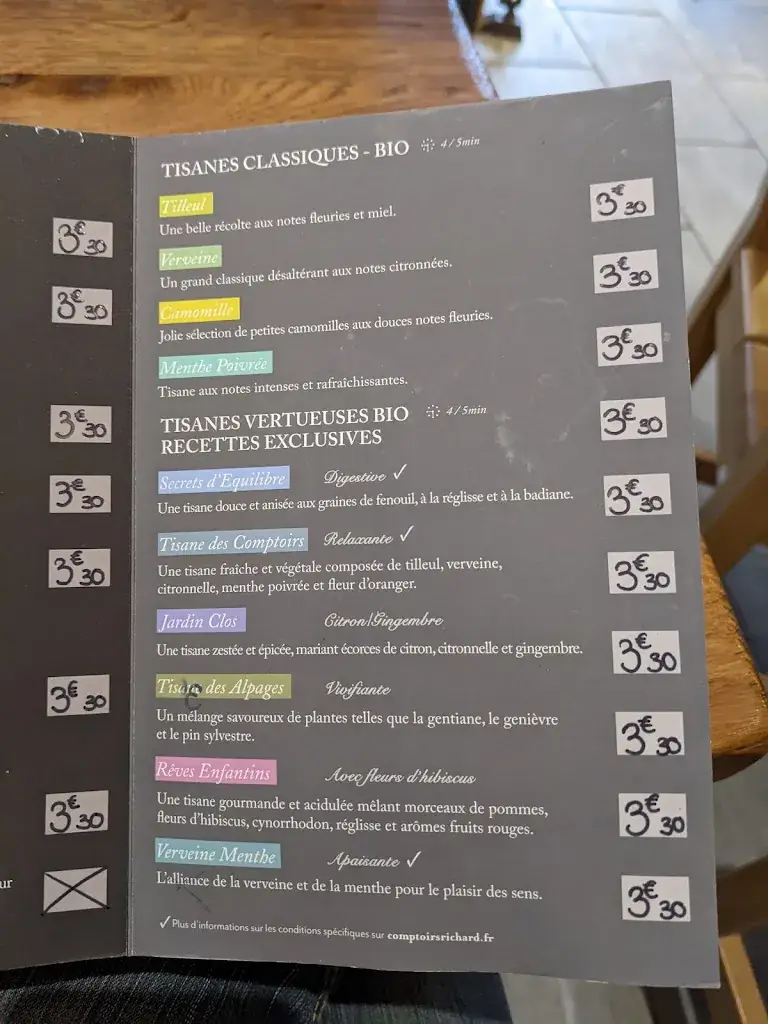 3€30
3€30
3€30
3€30
3€30
3€30
3€30
ur
TISANES CLASSIQUES - BIO 4/5min
Tilleul 3€30
Une belle récolte aux notes fleuries et miel.
Verveine 3€30
Un grand classique désaltérant aux notes citronnées.
Camomille 3€30
Jolie sélection de petites camomilles aux douces notes fleuries.
Menthe Poivrée 3€30
Tisane aux notes intenses et rafraîchissantes.
TISANES VERTUEUSES BIO 4/5min
RECETTES EXCLUSIVES
Secrets d'Equilibre Digestive ✓ 3€30
Une tisane douce et anisée aux graines de fenouil, à la réglisse et à la badiane.
Tisane des Comptoirs Relaxante ✓ 3€30
Une tisane fraîche et végétale composée de tilleul, verveine,
citronnelle, menthe poivrée et fleur d'oranger.
Jardin Clos Citron/Gingembre 3€30
Une tisane zestée et épicée, mariant écorces de citron, citronnelle et gingembre.
Tisane des Alpages Vivifiante 3€30
Un mélange savoureux de plantes telles que la gentiane, le genièvre
et le pin sylvestre.
Rêves Enfantins Avec fleurs d'hibiscus 3€30
Une tisane gourmande et acidulée mêlant morceaux de pommes,
fleurs d'hibiscus, cynorrhodon, réglisse et arômes fruits rouges.
Verveine Menthe Apaisante ✓ 3€30
L'alliance de la verveine et de la menthe pour le plaisir des sens.
✓ Plus d'informations sur les conditions spécifiques sur comptoirsrichard.fr